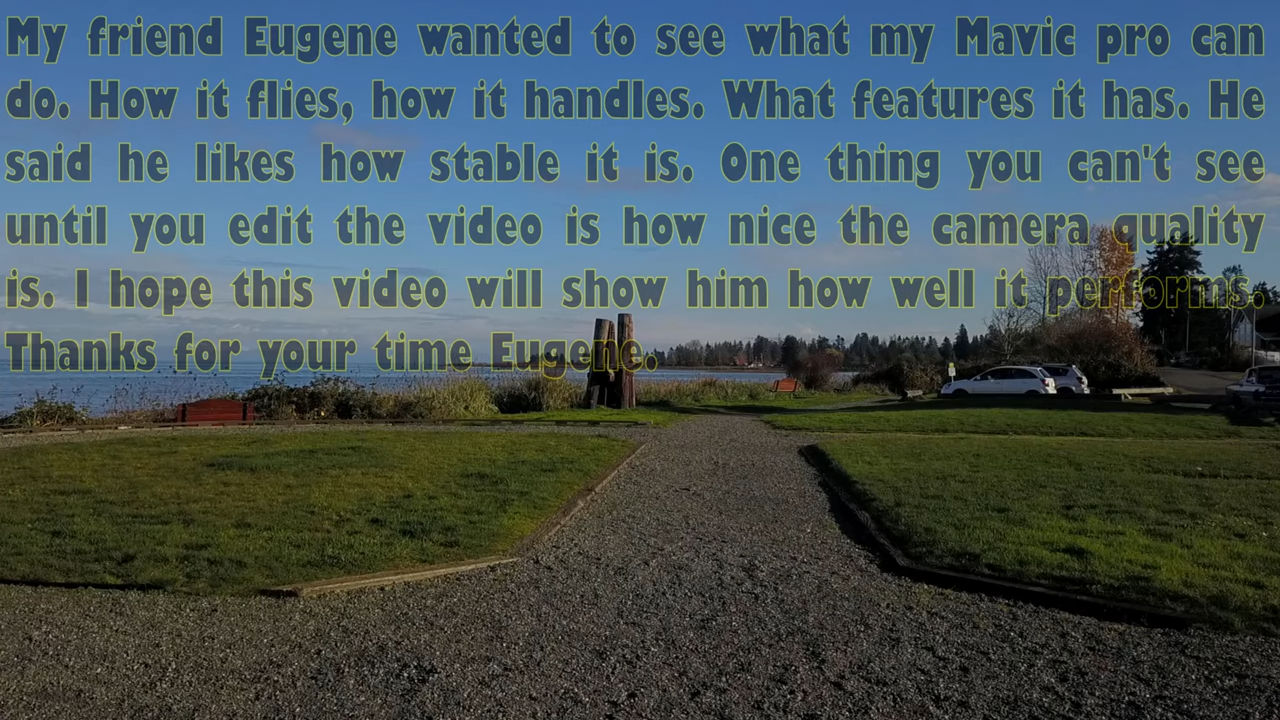 My friend Eugene wanted to see what my Mavic pro can
do. How it flies, how it handles. What features it has. He
said he likes how stable it is. One thing you can't see
until you edit the video is how nice the camera quality
is. I hope this video will show him how well it performs.
Thanks for your time Eugene.